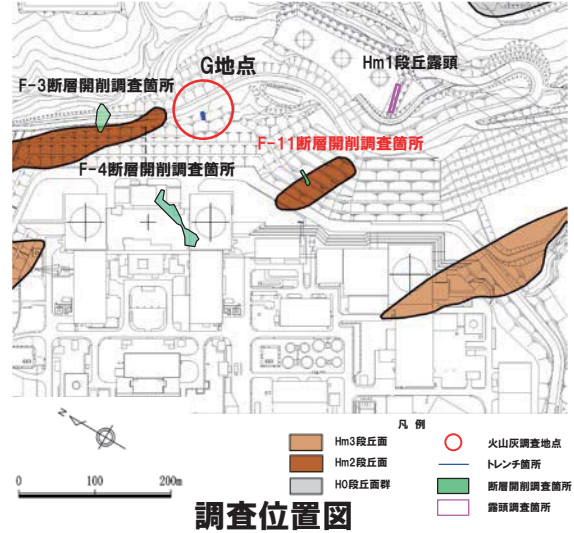 G地点
Hm1段丘露頭
F-3断層開削調査箇所
F-11断層開削調査箇所
F-4断層開削調査箇所
N
凡 例
Hm3段丘面
火山灰調査地点
Hm2段丘面
トレンチ箇所
H0段丘面群
断層開削調査箇所
露頭調査箇所
0 100 200m
調査位置図